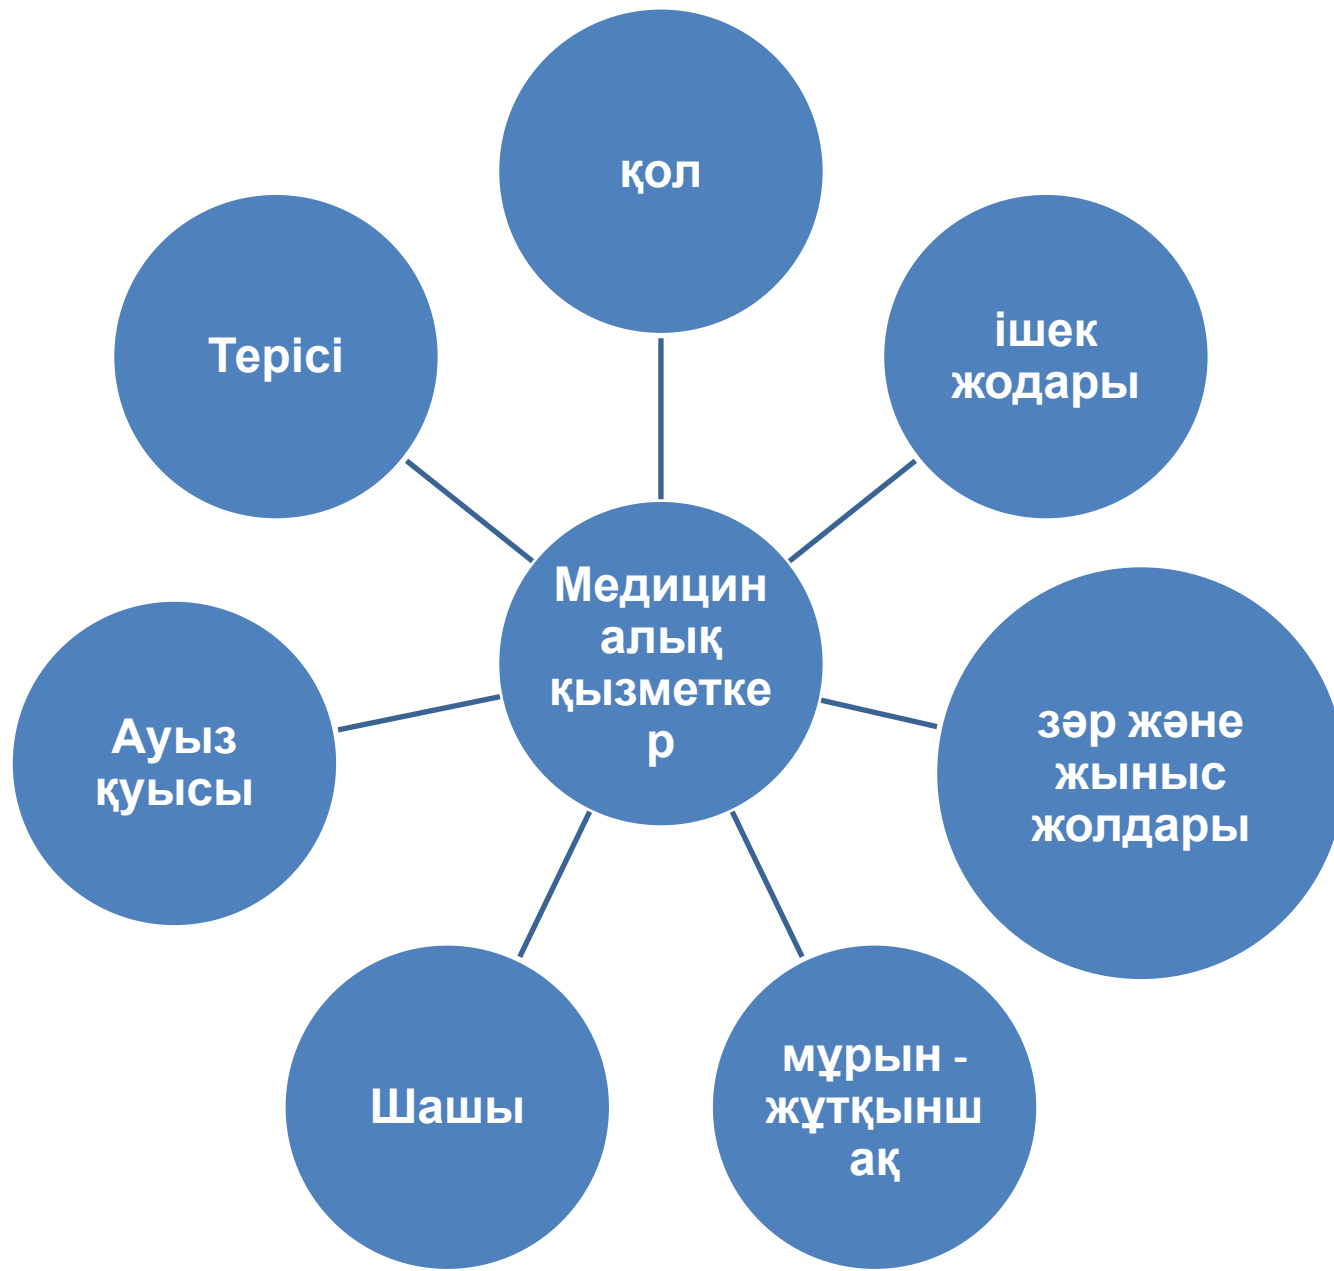 қол
Терісі
ішек
жодары
Медицин
алық
қызметке
р
Ауыз
қуысы
зәр және
жыныс
жолдары
Шашы
мұрын -
жұтқынш
ақ